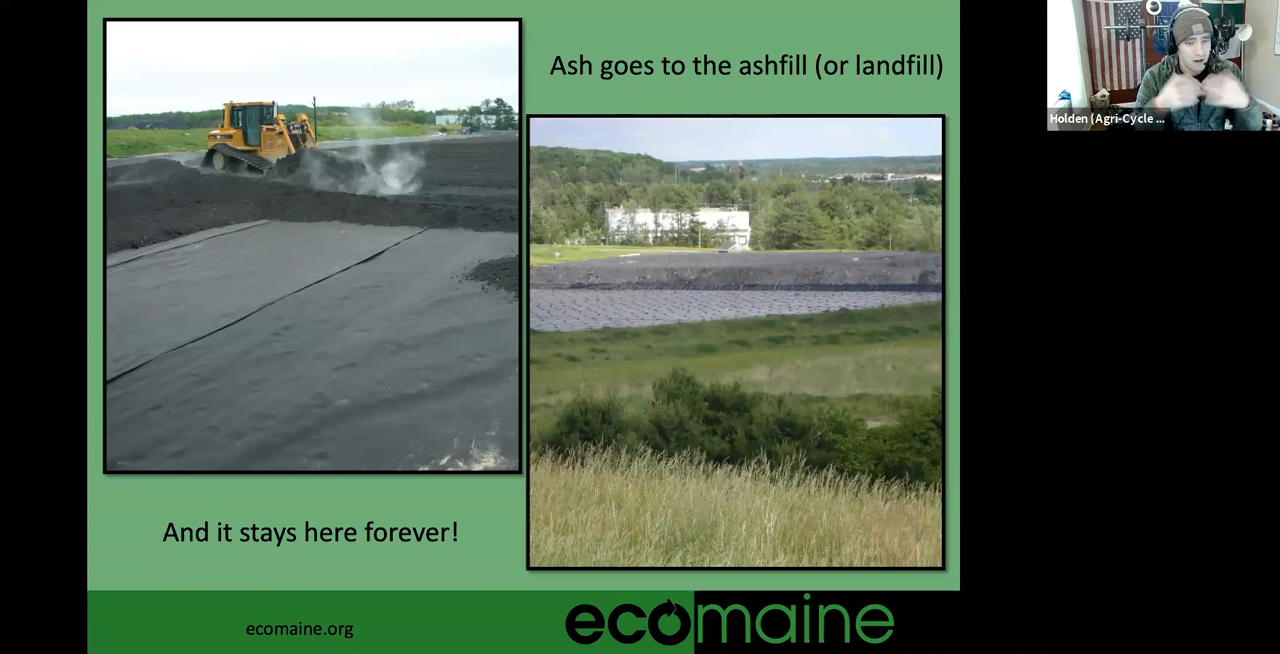 Ash goes to the ashfill (or landfill)
Holden (Agri-Cycle ...
And it stays here forever!
ecomaine.org
ecomaine